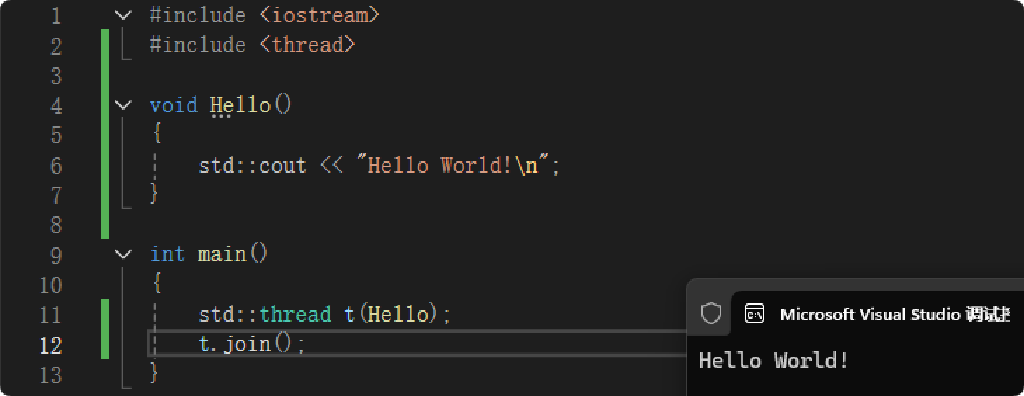 1 #include <iostream>
2 #include <thread>
3
4 void Hello()
5 {
6 std::cout << "Hello World!\n";
7 }
8
9 int main()
10 {
11 std::thread t(Hello);
12 t.join();
13 }
Microsoft Visual Studio 调试
Hello World!